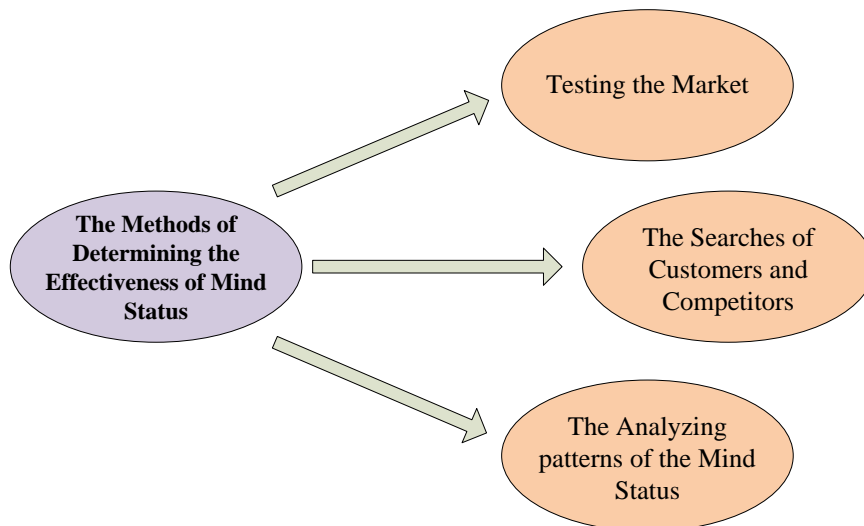 Testing the Market
The Methods of
Determining the
Effectiveness of Mind
Status
The Searches of
Customers and
Competitors
The Analyzing
patterns of the Mind
Status